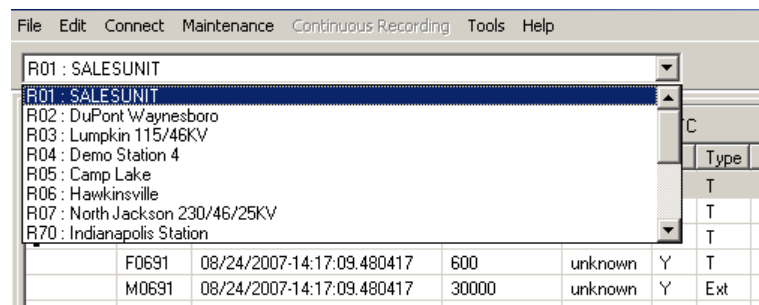 File Edit Connect Maintenance Continuous Recording Tools Help
R01 : SALESUNIT
R01 : SALESUNIT
R02 : DuPont Waynesboro
R03 : Lumpkin 115/46KV
R04 : Demo Station 4
R05 : Camp Lake
R06 : Hawkinsville
R07 : North Jackson 230/46/25KV
R70 : Indianapolis Station
Type
T
T
T
F0691 08/24/2007-14:17:09.480417 600 unknown Y T
M0691 08/24/2007-14:17:09.480417 30000 unknown Y Ext